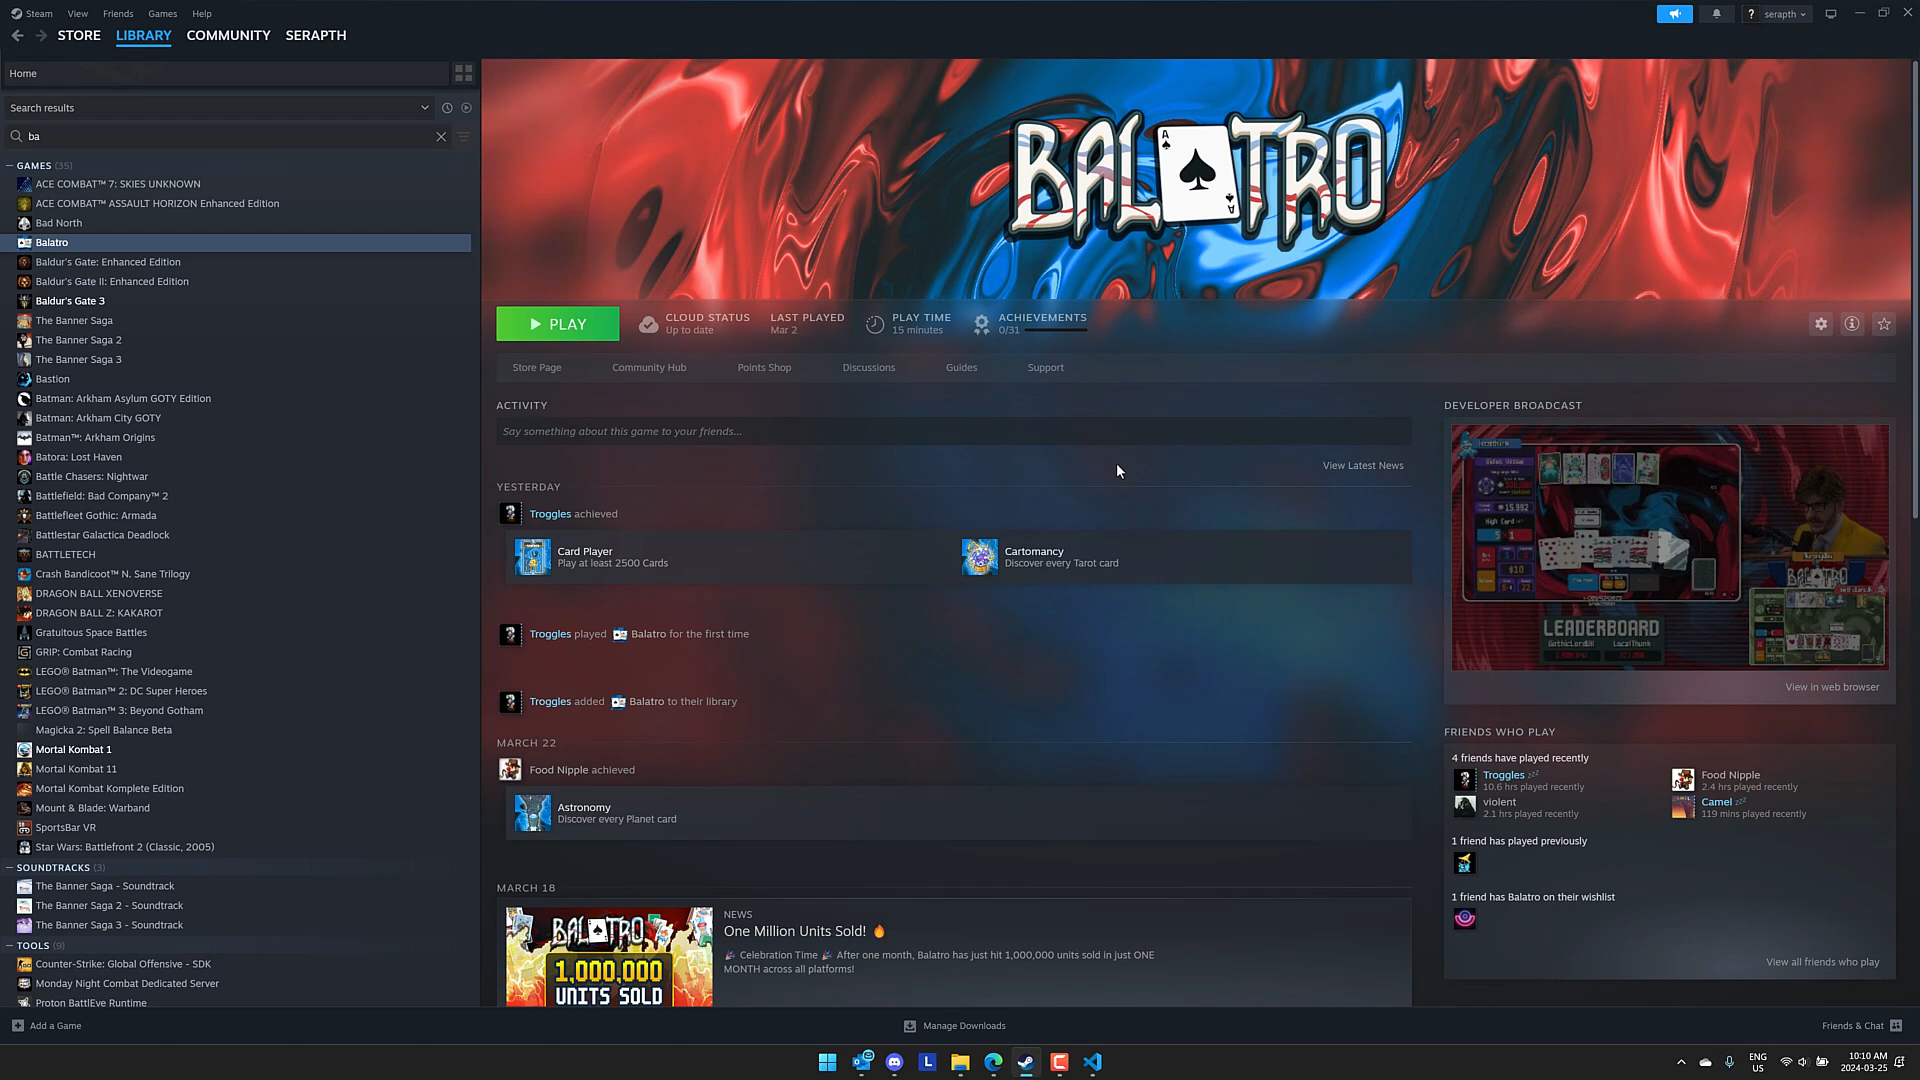 Steam View Friends Games Help
? serapth
STORE LIBRARY COMMUNITY SERAPTH
Home
Search results
ba
GAMES (35)
ACE COMBAT™ 7: SKIES UNKNOWN
ACE COMBAT™ ASSAULT HORIZON Enhanced Edition
Bad North
Balatro
Baldur's Gate: Enhanced Edition
Baldur's Gate II: Enhanced Edition
Baldur's Gate 3
The Banner Saga
The Banner Saga 2
The Banner Saga 3
Bastion
Batman: Arkham Asylum GOTY Edition
Batman: Arkham City GOTY
Batman™: Arkham Origins
Batora: Lost Haven
Battle Chasers: Nightwar
Battlefield: Bad Company™ 2
Battlefleet Gothic: Armada
Battlestar Galactica Deadlock
BATTLETECH
Crash Bandicoot™ N. Sane Trilogy
DRAGON BALL XENOVERSE
DRAGON BALL Z: KAKAROT
Gratuitous Space Battles
GRIP: Combat Racing
LEGO® Batman™: The Videogame
LEGO® Batman™ 2: DC Super Heroes
LEGO® Batman™ 3: Beyond Gotham
Magicka 2: Spell Balance Beta
Mortal Kombat 1
Mortal Kombat 11
Mortal Kombat Komplete Edition
Mount & Blade: Warband
SportsBar VR
Star Wars: Battlefront 2 (Classic, 2005)
SOUNDTRACKS (3)
The Banner Saga - Soundtrack
The Banner Saga 2 - Soundtrack
The Banner Saga 3 - Soundtrack
TOOLS (9)
Counter-Strike: Global Offensive - SDK
Monday Night Combat Dedicated Server
Proton BattlEye Runtime
BALATRO
A
A
PLAY
CLOUD STATUS
Up to date
LAST PLAYED
Mar 2
PLAY TIME
15 minutes
ACHIEVEMENTS
0/31
Store Page Community Hub Points Shop Discussions Guides Support
ACTIVITY
Say something about this game to your friends...
View Latest News
YESTERDAY
Troggles achieved
Card Player
Play at least 2500 Cards
Cartomancy
Discover every Tarot card
Troggles played Balatro for the first time
Troggles added Balatro to their library
MARCH 22
Food Nipple achieved
Astronomy
Discover every Planet card
MARCH 18
BALATRO
1,000,000
UNITS SOLD
NEWS
One Million Units Sold! 🔥
🎉 Celebration Time 🎉 After one month, Balatro has just hit 1,000,000 units sold in just ONE
MONTH across all platforms!
DEVELOPER BROADCAST
15,992
High Card
$10
BALATRO
LEADERBOARD
GothicLordUK LocalThunk
View in web browser
FRIENDS WHO PLAY
4 friends have played recently
Troggles zzz
10.6 hrs played recently
Food Nipple
2.4 hrs played recently
violent
2.1 hrs played recently
Camel zzz
119 mins played recently
1 friend has played previously
1 friend has Balatro on their wishlist
View all friends who play
Add a Game
Manage Downloads
Friends & Chat
L
ENG
US
10:10 AM
2024-03-25